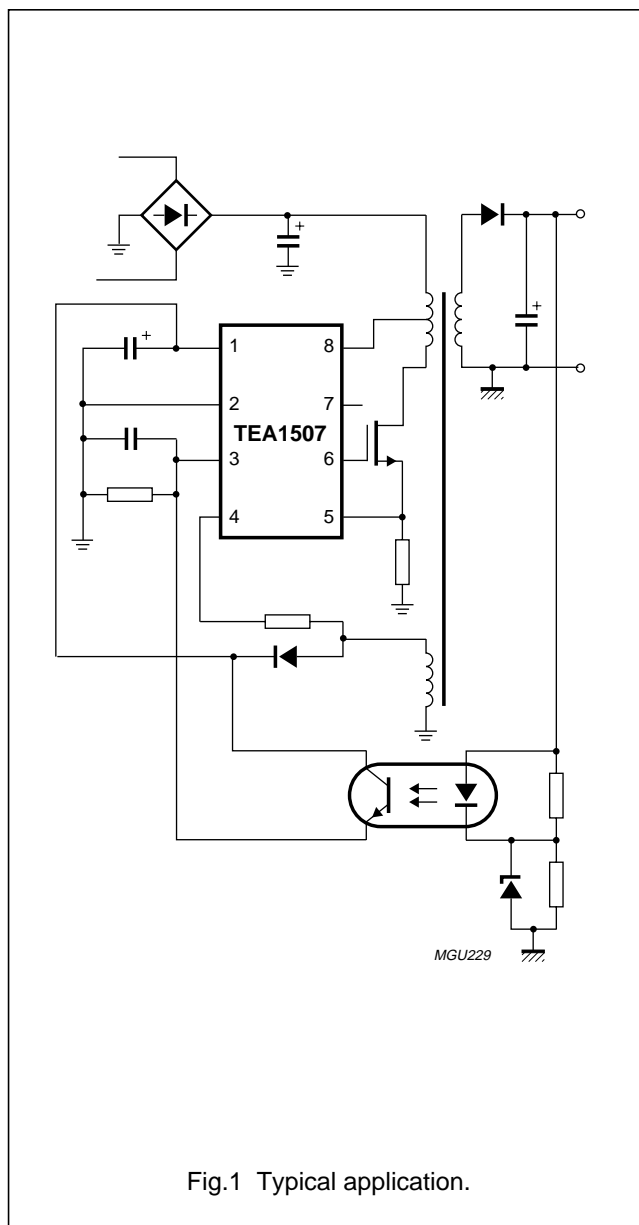 +
1 8
+
2 7
TEA1507
3 6
4 5
MGU229
Fig.1 Typical application.
+